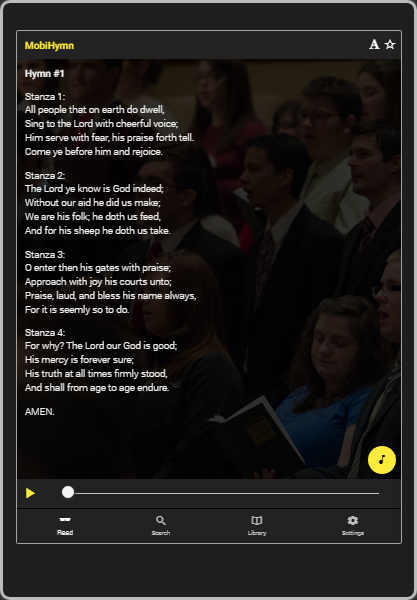 MobiHymn
A
Hymn #1
Stanza 1:
All people that on earth do dwell,
Sing to the Lord with cheerful voice;
Him serve with fear, his praise forth tell.
Come ye before him and rejoice.
Stanza 2:
The Lord ye know is God indeed;
Without our aid he did us make;
We are his folk; he doth us feed,
And for his sheep he doth us take.
Stanza 3:
O enter then his gates with praise;
Approach with joy his courts unto;
Praise, laud, and bless his name always,
For it is seemly so to do.
Stanza 4:
For why? The Lord our God is good;
His mercy is forever sure;
His truth at all times firmly stood,
And shall from age to age endure.
AMEN.
Read
Search
Library
Settings